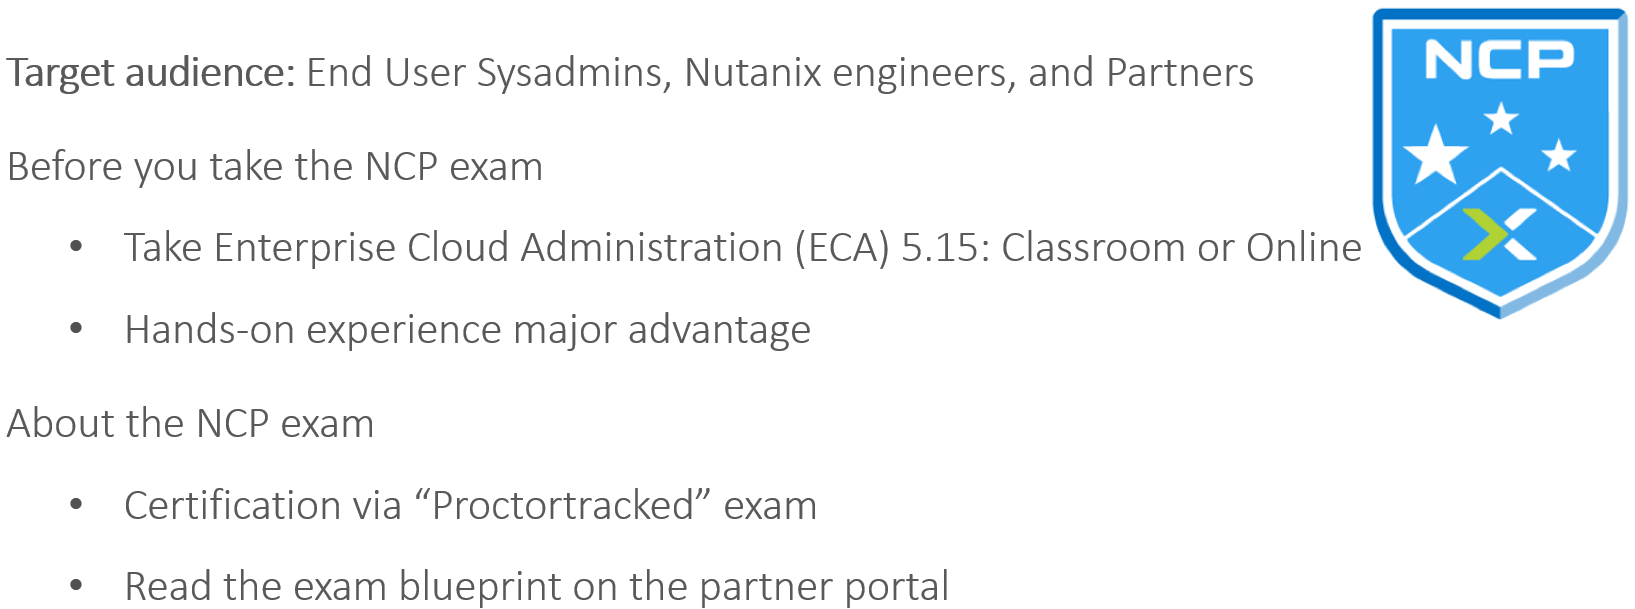 Target audience: End User Sysadmins, Nutanix engineers, and Partners
NCP
Before you take the NCP exam
• Take Enterprise Cloud Administration (ECA) 5.15: Classroom or Online
• Hands-on experience major advantage
About the NCP exam
• Certification via “Proctortracked” exam
• Read the exam blueprint on the partner portal